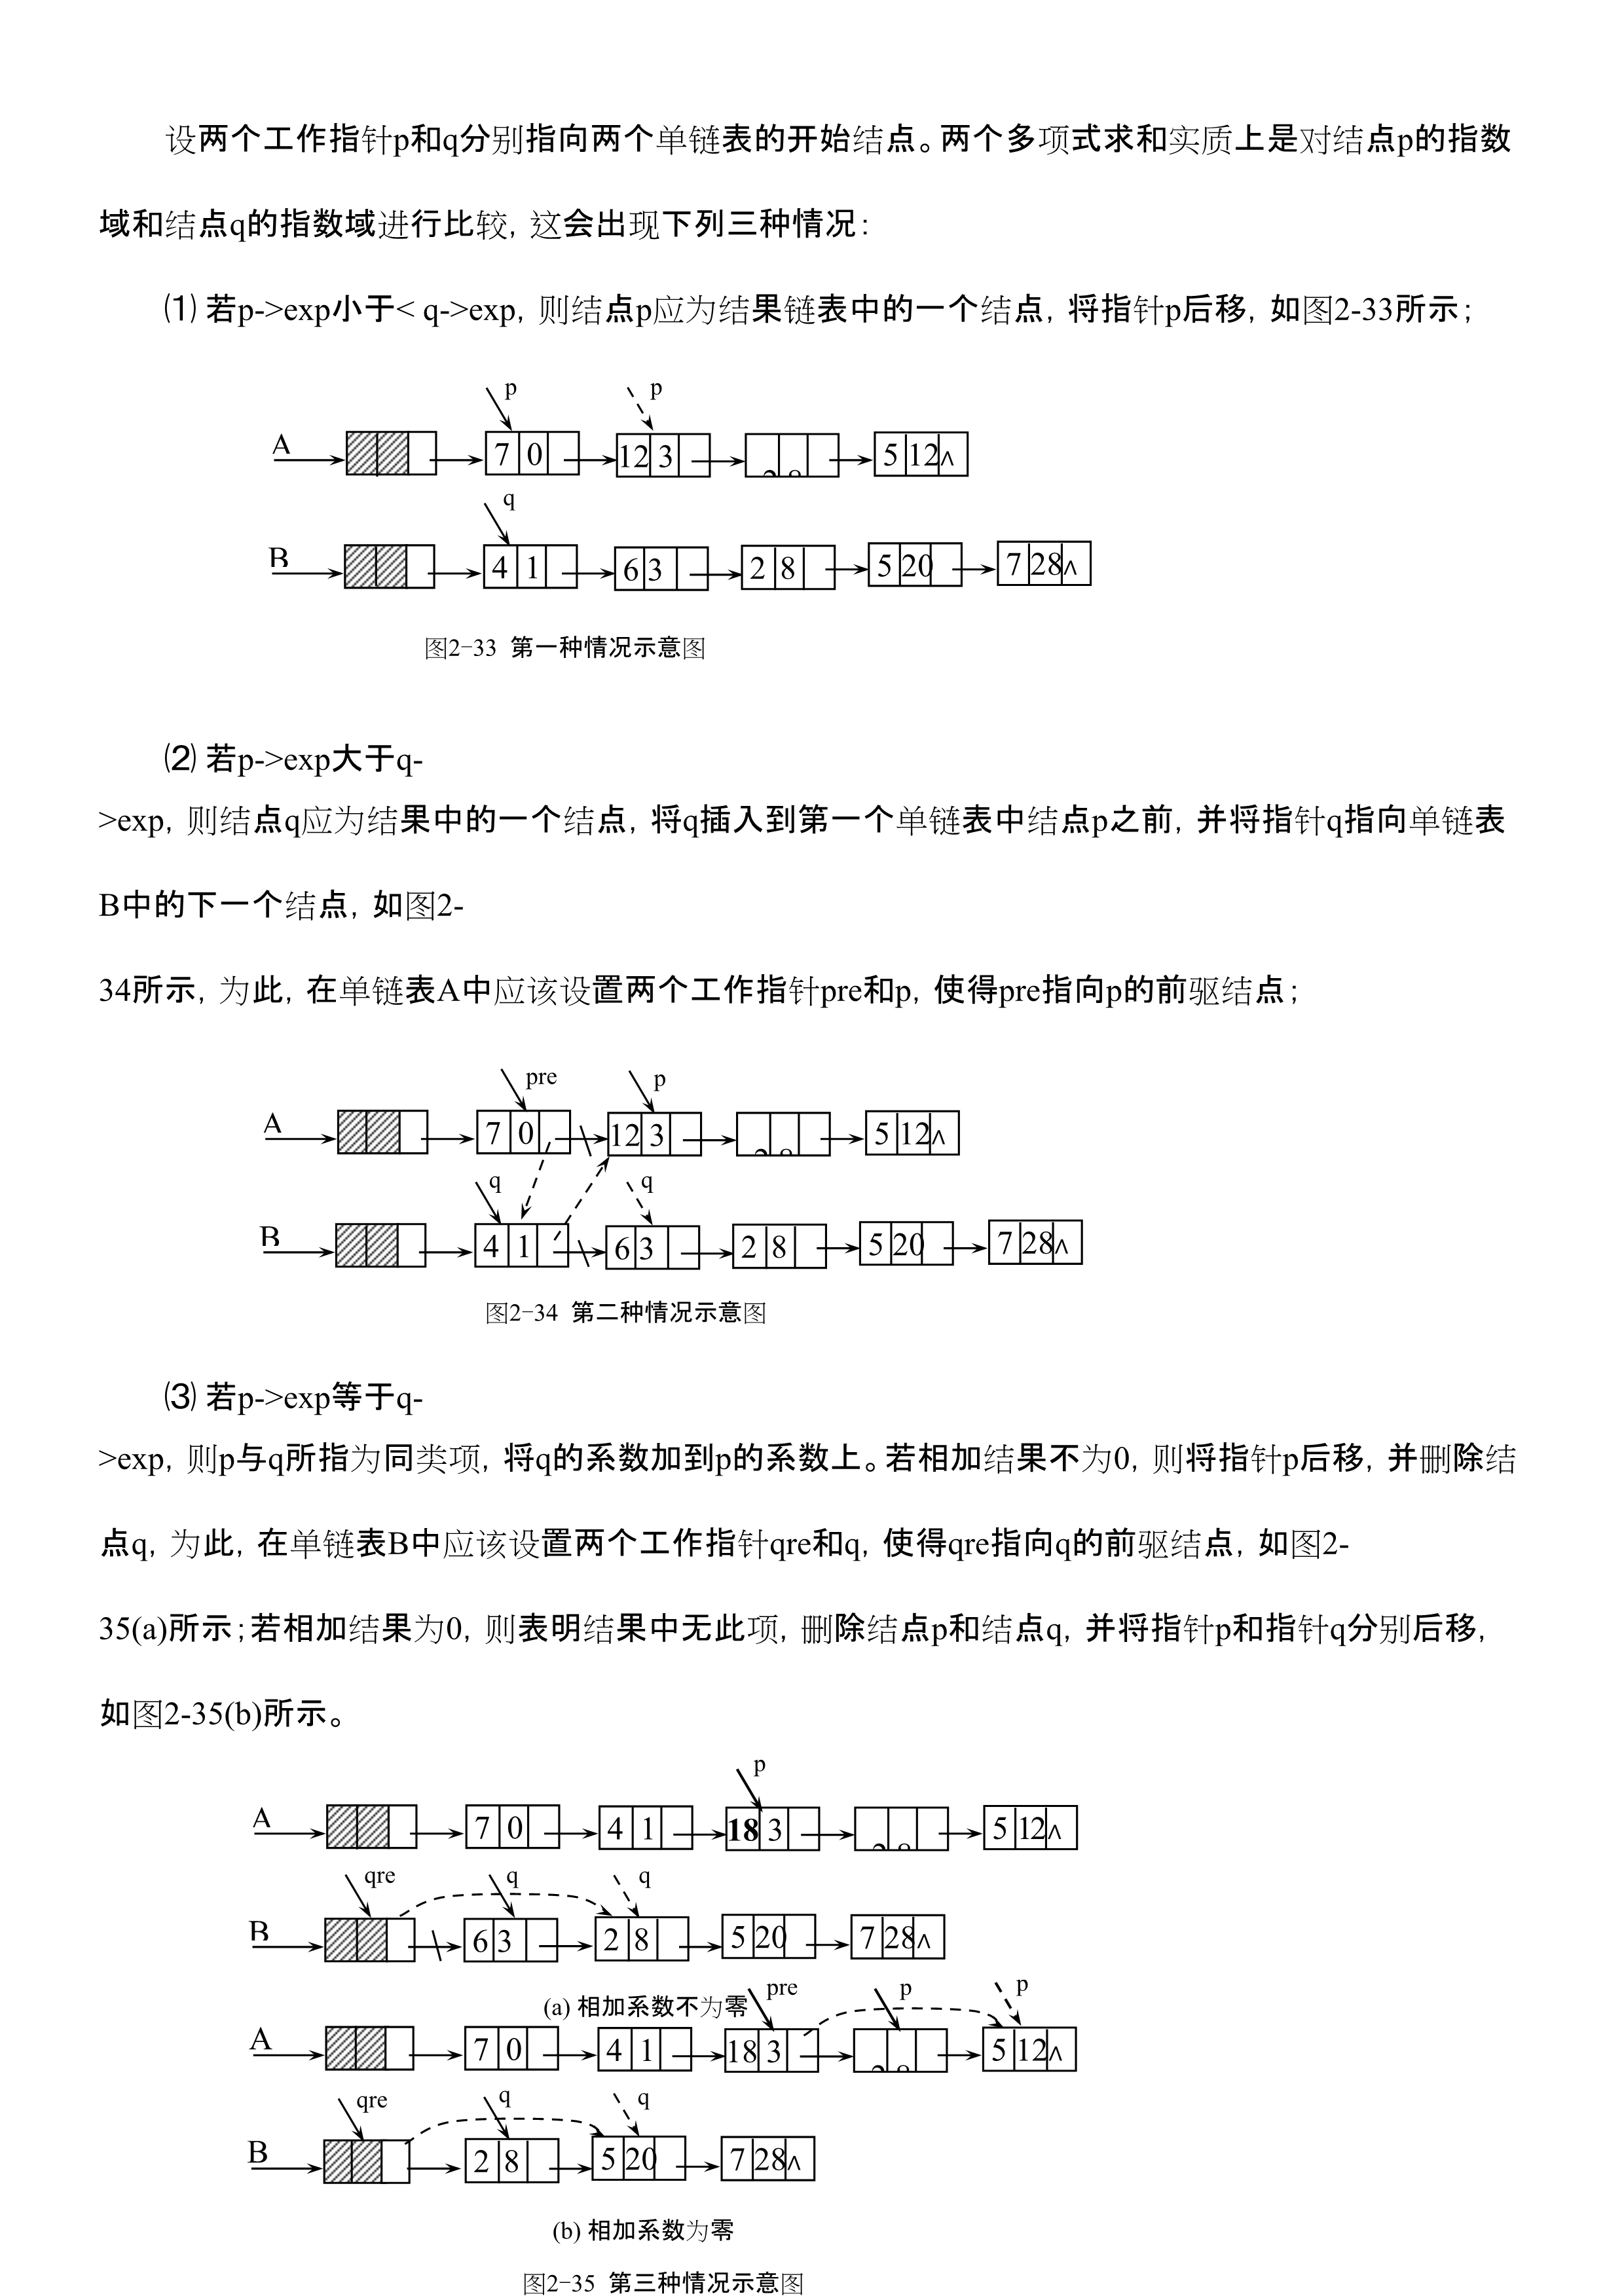 设两个工作指针p和q分别指向两个单链表的开始结点。两个多项式求和实质上是对结点p的指数
域和结点q的指数域进行比较，这会出现下列三种情况：
⑴ 若p->exp小于< q->exp，则结点p应为结果链表中的一个结点，将指针p后移，如图2-33所示；
p p
A 7 0 12 3 5 12 ∧
q
B 4 1 6 3 2 8 5 20 7 28 ∧
图2-33 第一种情况示意图
⑵ 若p->exp大于q-
>exp，则结点q应为结果中的一个结点，将q插入到第一个单链表中结点p之前，并将指针q指向单链表
B中的下一个结点，如图2-
34所示，为此，在单链表A中应该设置两个工作指针pre和p，使得pre指向p的前驱结点；
pre p
A 7 0 12 3 5 12 ∧
q q
B 4 1 6 3 2 8 5 20 7 28 ∧
图2-34 第二种情况示意图
⑶ 若p->exp等于q-
>exp，则p与q所指为同类项，将q的系数加到p的系数上。若相加结果不为0，则将指针p后移，并删除结
点q，为此，在单链表B中应该设置两个工作指针qre和q，使得qre指向q的前驱结点，如图2-
35(a)所示；若相加结果为0，则表明结果中无此项，删除结点p和结点q，并将指针p和指针q分别后移，
如图2-35(b)所示。
p
A 7 0 4 1 18 3 5 12 ∧
qre q q
B 6 3 2 8 5 20 7 28 ∧
(a) 相加系数不为零 pre p p
A 7 0 4 1 18 3 5 12 ∧
qre q q
B 2 8 5 20 7 28 ∧
(b) 相加系数为零
图2-35 第三种情况示意图